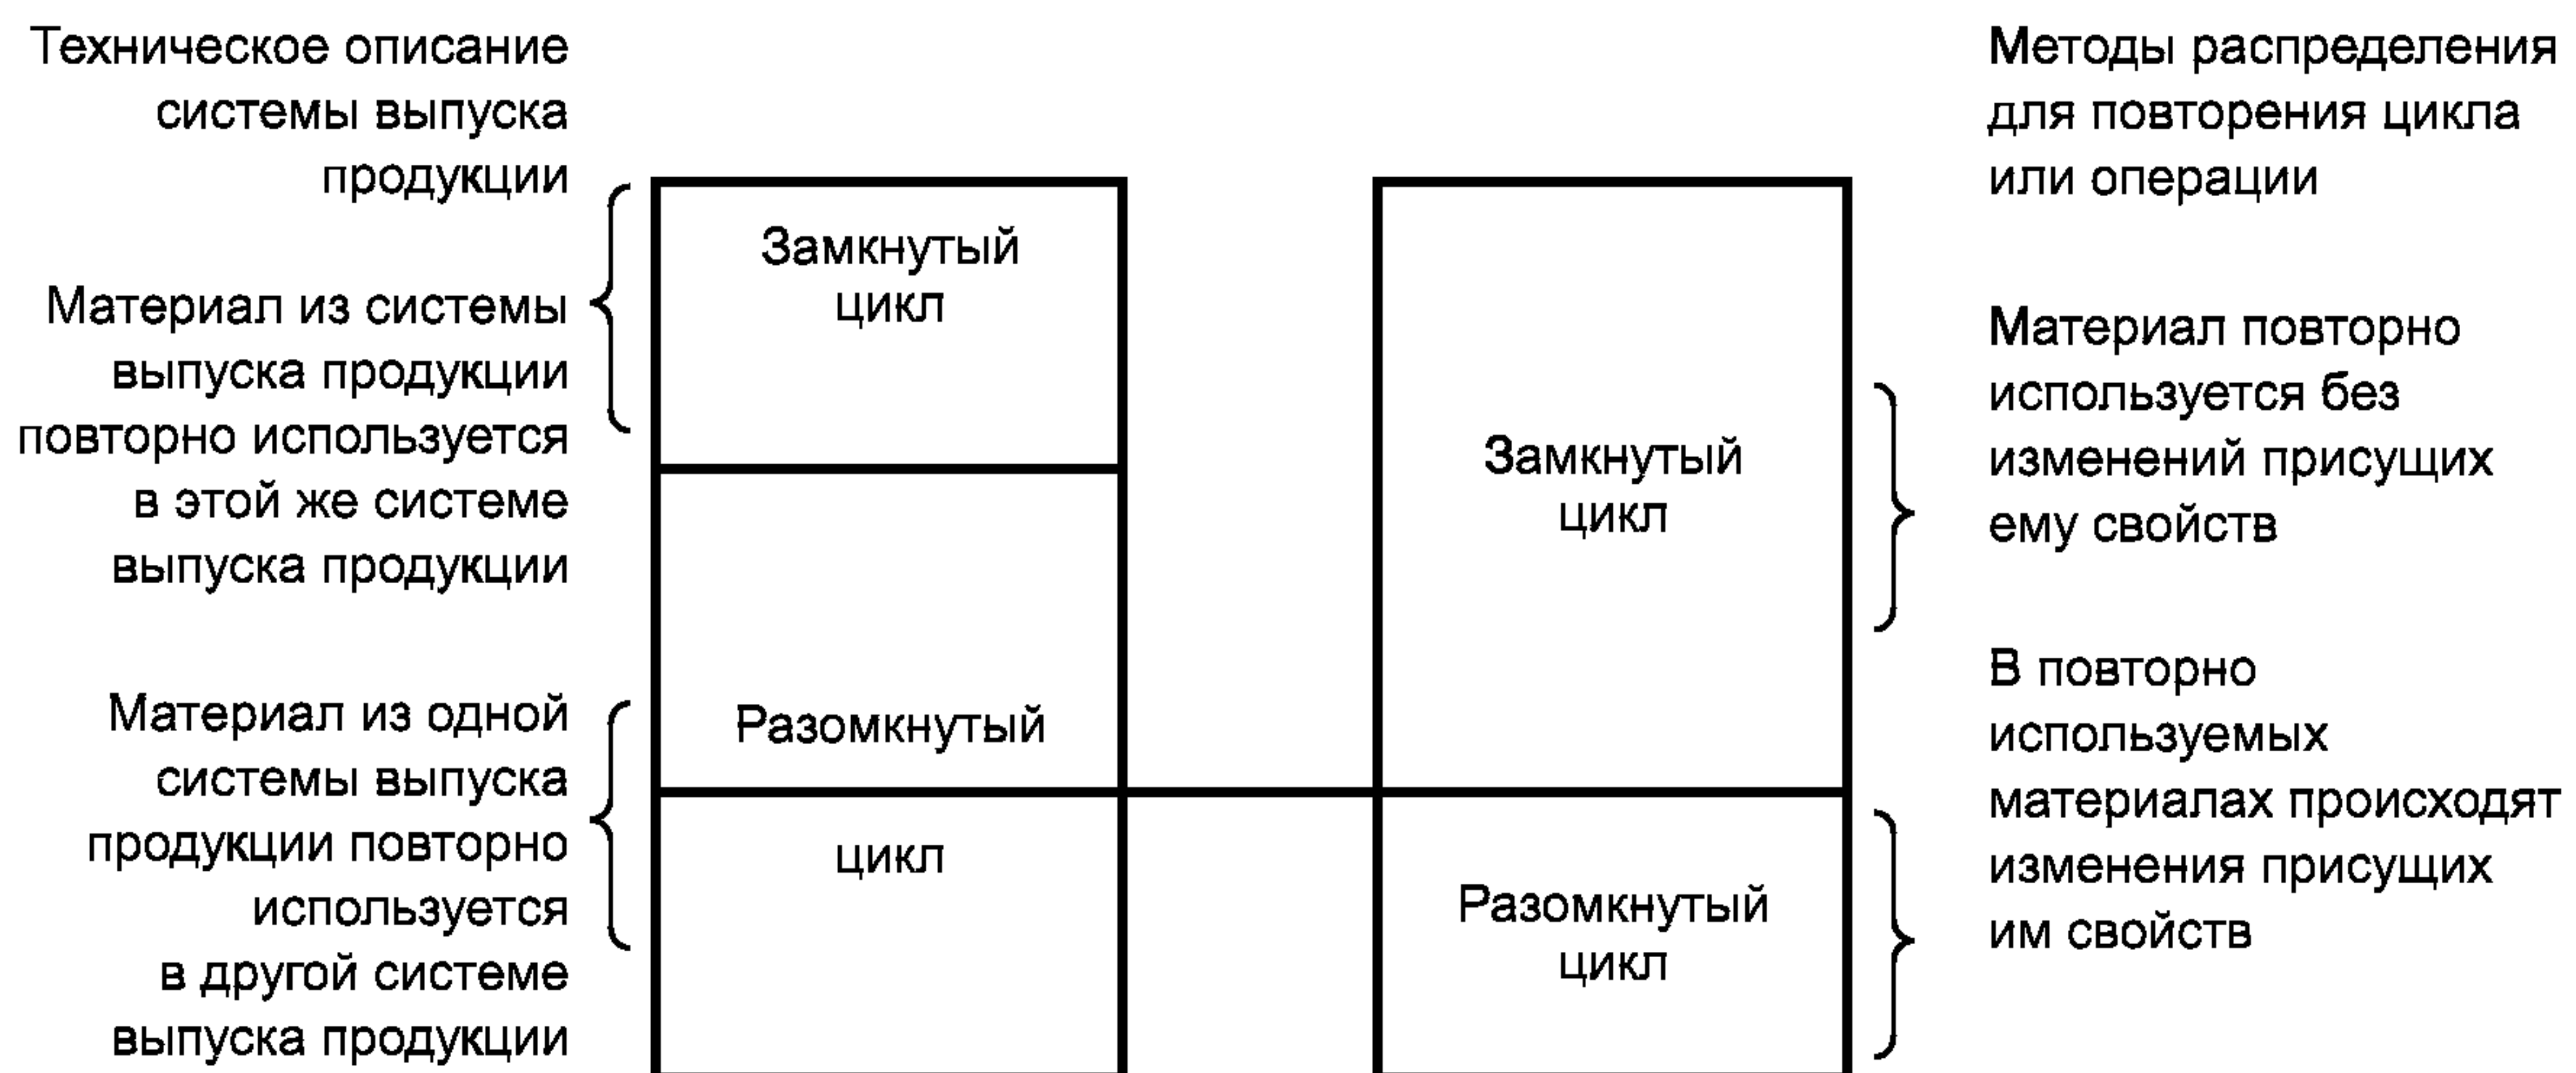 Техническое описание
системы выпуска
продукции
Материал из системы
выпуска продукции
повторно используется
в этой же системе
выпуска продукции
Материал из одной
системы выпуска
продукции повторно
используется
в другой системе
выпуска продукции
Замкнутый
цикл
Разомкнутый
цикл
Замкнутый
цикл
Разомкнутый
цикл
Методы распределения
для повторения цикла
или операции
Материал повторно
используется без
изменений присущих
ему свойств
В повторно
используемых
материалах происходят
изменения присущих
им свойств